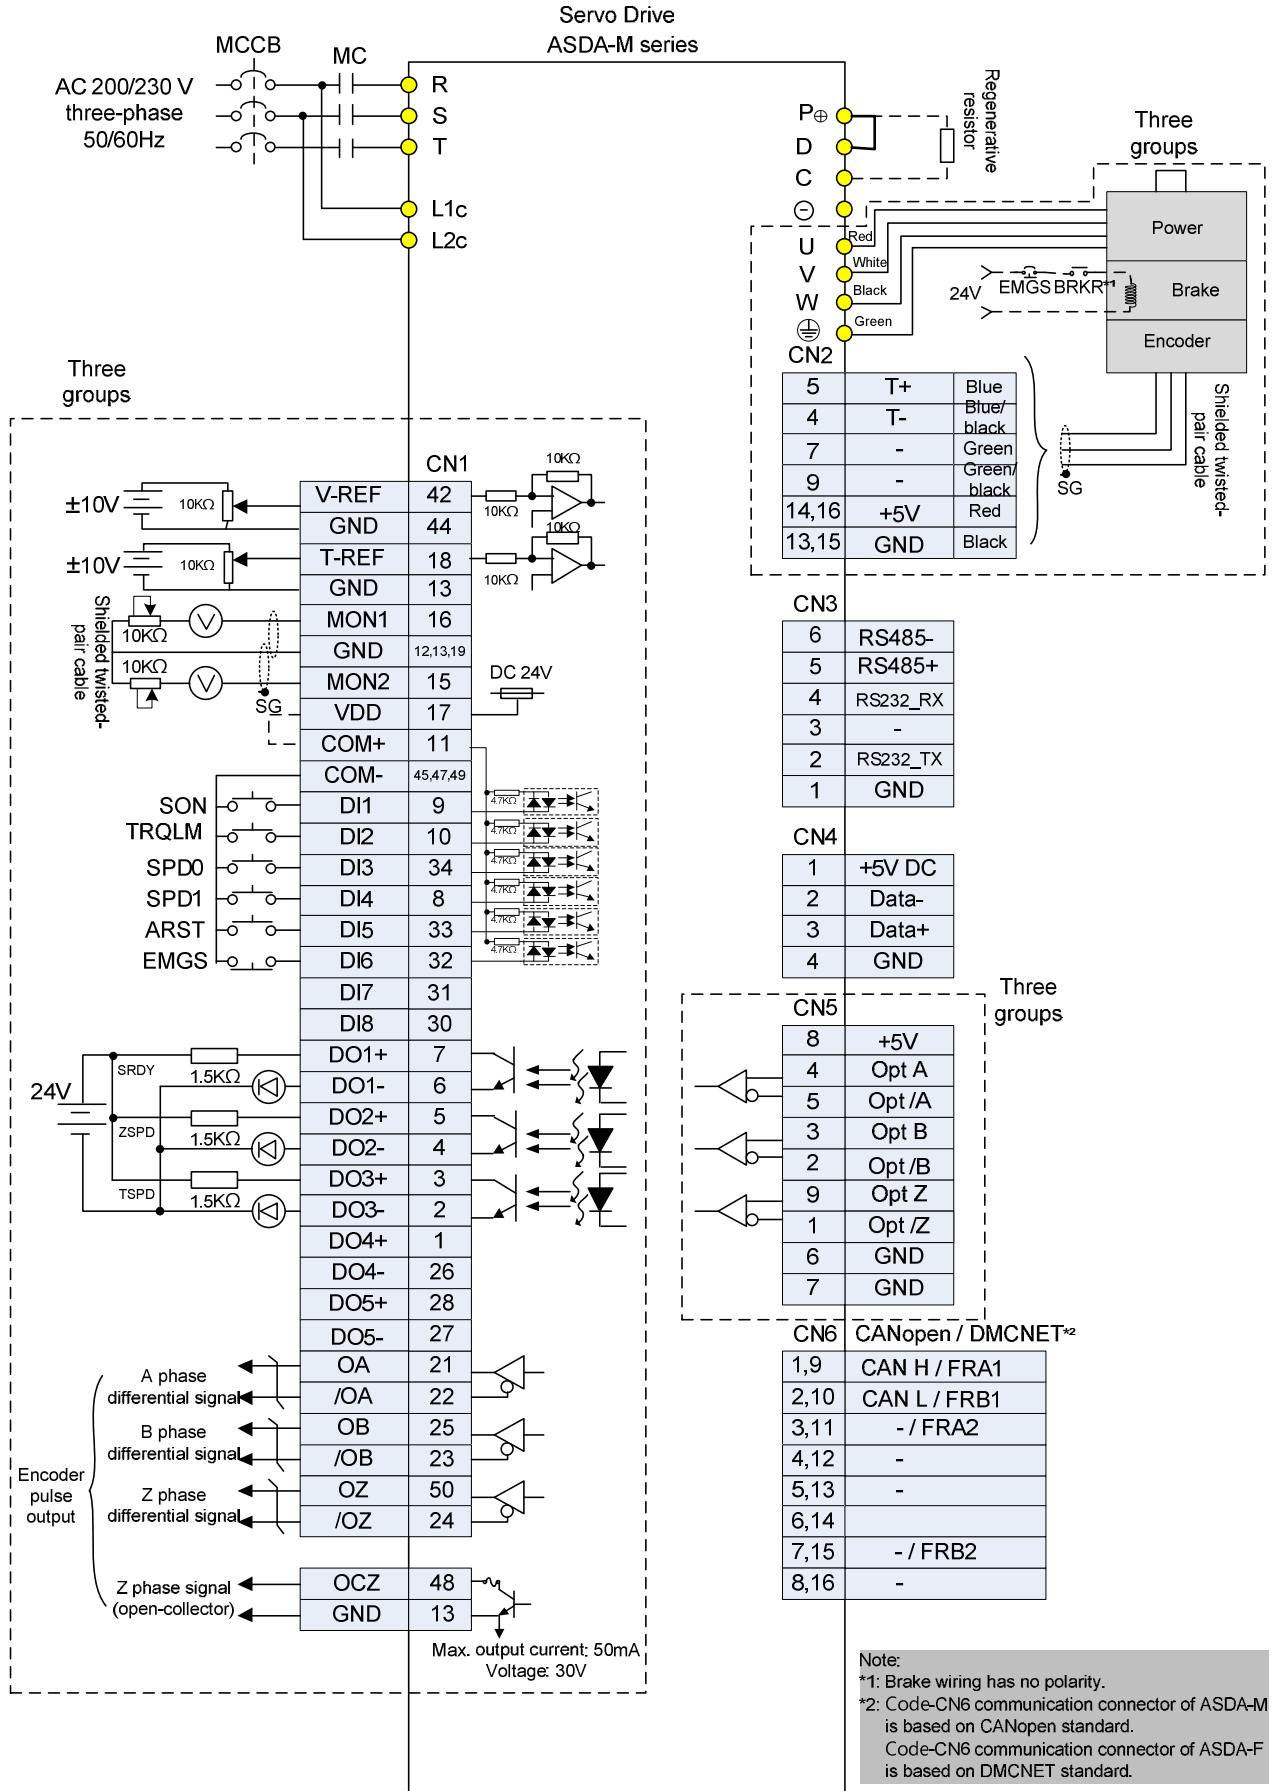 Servo Drive
ASDA-M series
MCCB
MC
AC 200/230 V
three-phase
50/60Hz
R
S
T
L1c
L2c
P⊕
D
C
⊖
Regenerative
resistor
Three
groups
U
V
W
Red
White
Black
Green
Power
Brake
Encoder
24V
EMGS
BRKR*1
Shielded twisted-
pair cable
SG
CN2
5 T+ Blue
4 T- Blue/
black
7 - Green
9 - Green/
black
14,16 +5V Red
13,15 GND Black
Three
groups
CN1
V-REF 42
GND 44
T-REF 18
GND 13
MON1 16
GND 12,13,19
MON2 15
VDD 17
COM+ 11
COM- 45,47,49
DI1 9
DI2 10
DI3 34
DI4 8
DI5 33
DI6 32
DI7 31
DI8 30
DO1+ 7
DO1- 6
DO2+ 5
DO2- 4
DO3+ 3
DO3- 2
DO4+ 1
DO4- 26
DO5+ 28
DO5- 27
OA 21
/OA 22
OB 25
/OB 23
OZ 50
/OZ 24
OCZ 48
GND 13
±10V
10KΩ
±10V
10KΩ
10KΩ
10KΩ
10KΩ
10KΩ
Shielded twisted-
pair cable
10KΩ
V
10KΩ
V
SG
DC 24V
SON
TRQLM
SPD0
SPD1
ARST
EMGS
4.7KΩ
4.7KΩ
4.7KΩ
4.7KΩ
4.7KΩ
4.7KΩ
24V
SRDY
1.5KΩ
ZSPD
1.5KΩ
TSPD
1.5KΩ
Encoder
pulse
output
A phase
differential signal
B phase
differential signal
Z phase
differential signal
Z phase signal
(open-collector)
Max. output current: 50mA
Voltage: 30V
CN3
6 RS485-
5 RS485+
4 RS232_RX
3 -
2 RS232_TX
1 GND
CN4
1 +5V DC
2 Data-
3 Data+
4 GND
Three
groups
CN5
8 +5V
4 Opt A
5 Opt /A
3 Opt B
2 Opt /B
9 Opt Z
1 Opt /Z
6 GND
7 GND
CN6 CANopen / DMCNET*2
1,9 CAN H / FRA1
2,10 CAN L / FRB1
3,11 - / FRA2
4,12 -
5,13 -
6,14
7,15 - / FRB2
8,16 -
Note:
*1: Brake wiring has no polarity.
*2: Code-CN6 communication connector of ASDA-M
is based on CANopen standard.
Code-CN6 communication connector of ASDA-F
is based on DMCNET standard.